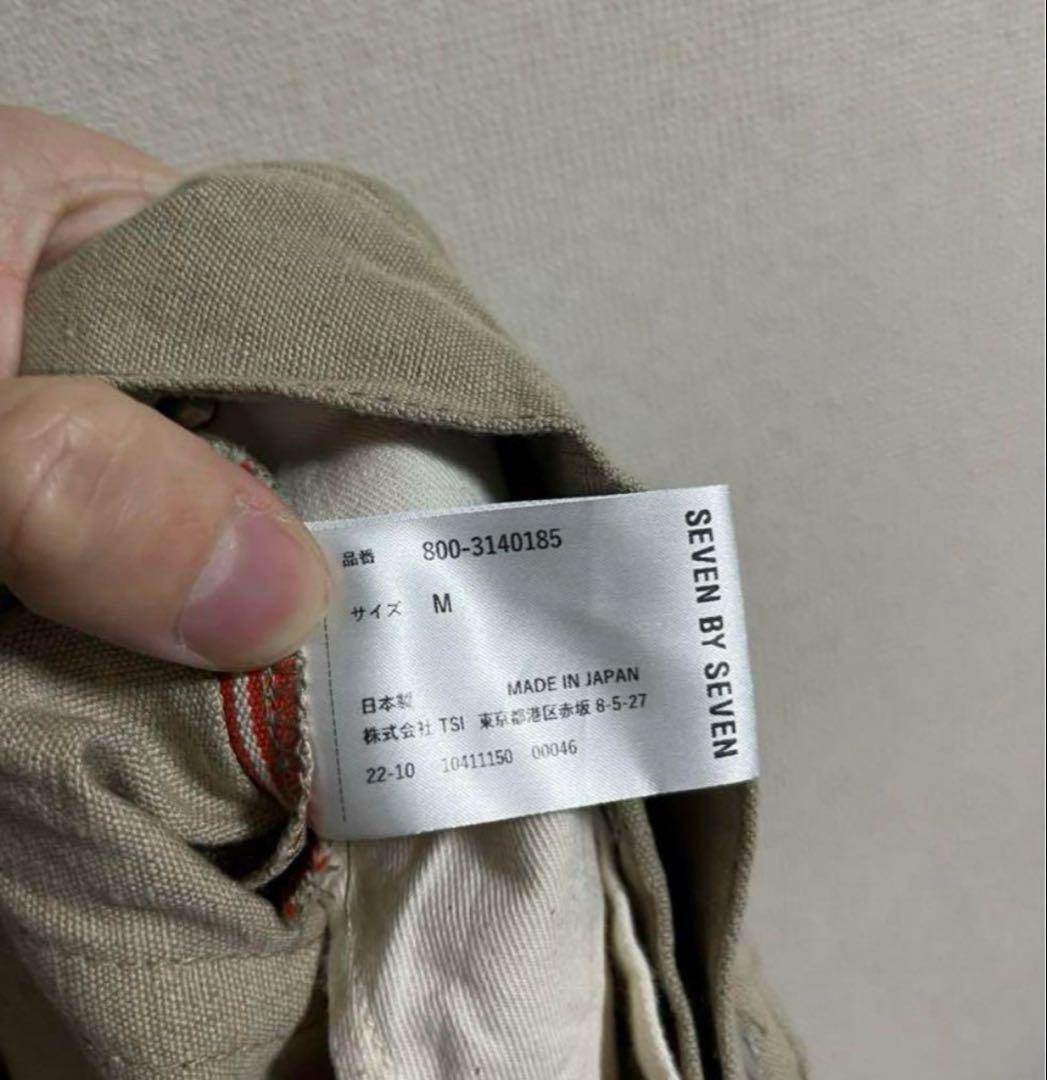 品番 800-3140185
サイズ M
日本製 MADE IN JAPAN
株式会社 TSI 東京都港区赤坂 8-5-27
22-10 10411150 00046
SEVEN BY SEVEN